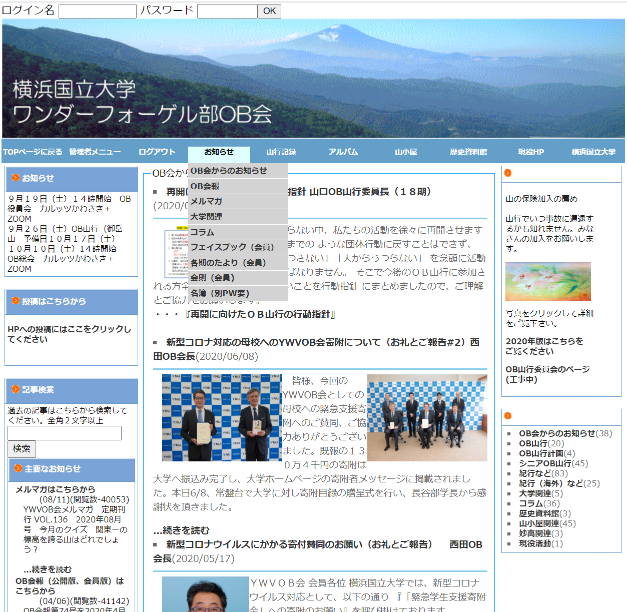 ログイン名 パスワード OK
横浜国立大学
ワンダーフォーゲル部OB会
TOPページに戻る 管理者メニュー ログアウト お知らせ 山行記録 アルバム 山小屋 歴史資料館 現役HP 横浜国立大学
お知らせ
9月19日（土）14時開始 OB
役員会 カルッツかわさき＋
ZOOM
9月26日（土）OB山行（御岳
山 予備日10月17日（土）
10月10日（土）14時開始
OB総会 カルッツかわさき＋
ZOOM
投稿はこちらから
HPへの投稿にはここをクリックし
てください
記事検索
過去の記事はこちらから検索して
ください。全角２文字以上
検索
主要なお知らせ
メルマガはこちらから
(08/11)(閲覧数-40053)
YWV OB会メルマガ 定期刊
行 VOL.136 2020年08月
号 今月のクイズ 関東一の
標高を誇る山はどれでしょ
う？
...続きを読む
OB会報（公開版、会員版）は
こちらから
(04/06)(閲覧数-41142)
OB会報第74号を2020年4月
OB会からのお知らせ
OB会報
メルマガ
大学関連
コラム
フェイスブック（会員）
各期のたより（会員）
会則（会員）
名簿（別PW要）
OB会か
再開 指針 山口OB山行委員長（１８期）
(2020/0
らない中、私たちの活動を徐々に再開させます
までの ような団体行動に戻すことはできず、
つさない」「人からうつらない」 を念頭に活動
ばなりません。 そこで今後のＯＢ山行に参加さ
れる方全 いことを行動指針 にまとめましたので、ご理解
とご協力
・・・『再開に向けたＯＢ山行の行動指針』
新型コロナ対応の母校へのYWVOB会寄附について（お礼とご報告#2） 西
田OB会長(2020/06/08)
皆様、今回の
YWVOB会としての
母校への緊急支援寄
附へのご賛同、ご協
力ありがとうござい
ました。既報の１３
０万４千円の寄附は
大学へ振込み完了し、大学ホームページの寄附者メッセージに掲載されまし
た。本日6/8、常盤台で大学に対し寄附目録の贈呈式を行い、長谷部学長から感
謝状を頂きました。
...続きを読む
新型コロナウイルスにかかる寄付賛同のお願い（お礼とご報告） 西田OB
会長(2020/05/17)
ＹＷＶＯＢ会 会員各位 横浜国立大学では、新型コロナ
ウイルス対応として、以下の通り 『「緊急学生支援寄附
金」への寄附のお願い』を呼び掛けております
山の保険加入の薦め
山行でいつ事故に遭遇す
るかも知れません。みな
さんの加入をお願いしま
す。
写真をクリックして詳細
をご覧下さい。
2020年版はこちらを
ご覧ください
OB山行委員会のページ
(工事中)
OB会からのお知らせ(38)
OB山行(20)
OB山行計画(4)
シニアOB山行(45)
紀行など(83)
紀行（海外）など(25)
大学関連(5)
コラム(36)
歴史資料館(3)
山小屋関連(45)
妙高関連(3)
現役活動(1)